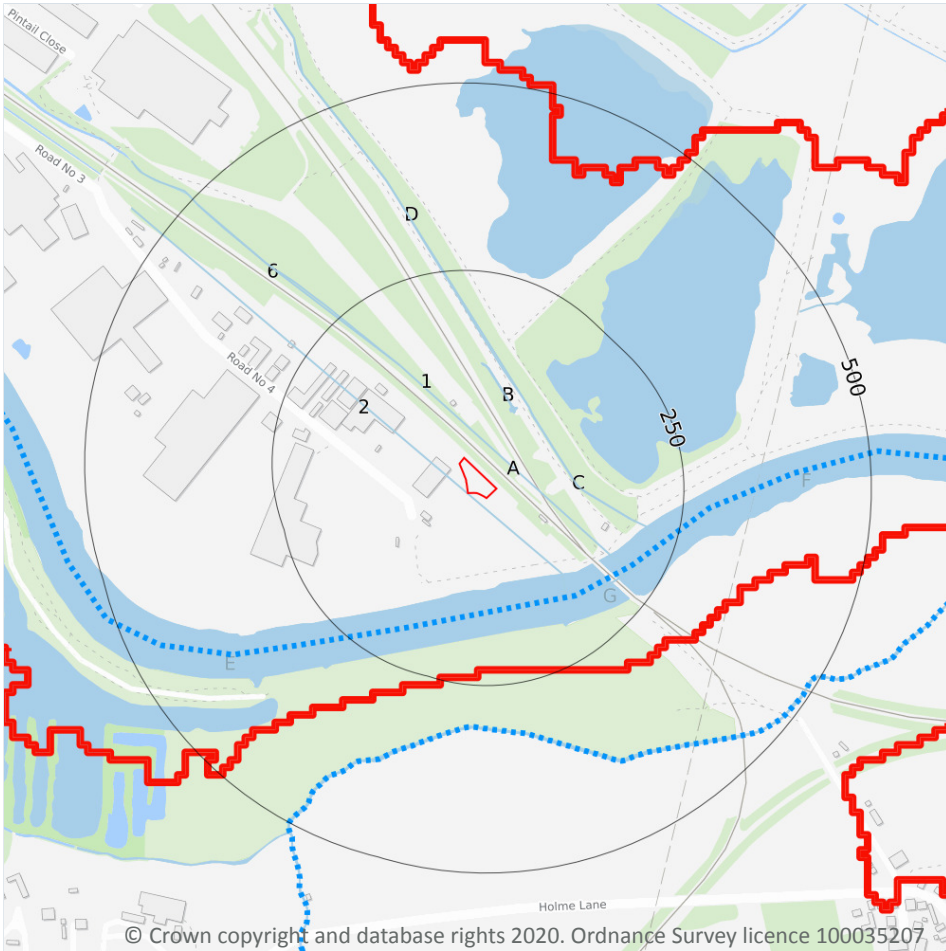 Pintail Close
Road No 3
D
6
500
Road No 4
1
B
2
250
A
C
F
G
E
Holme Lane
© Crown copyright and database rights 2020. Ordnance Survey licence 100035207